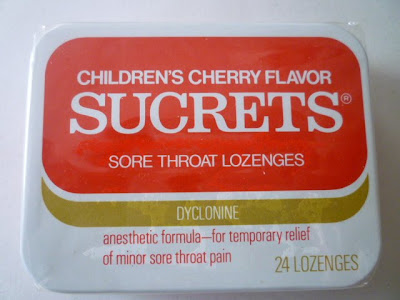 CHILDREN'S CHERRY FLAVOR
SUCRETS®
SORE THROAT LOZENGES
DYCLONINE
anesthetic formula—for temporary relief
of minor sore throat pain
24 LOZENGES